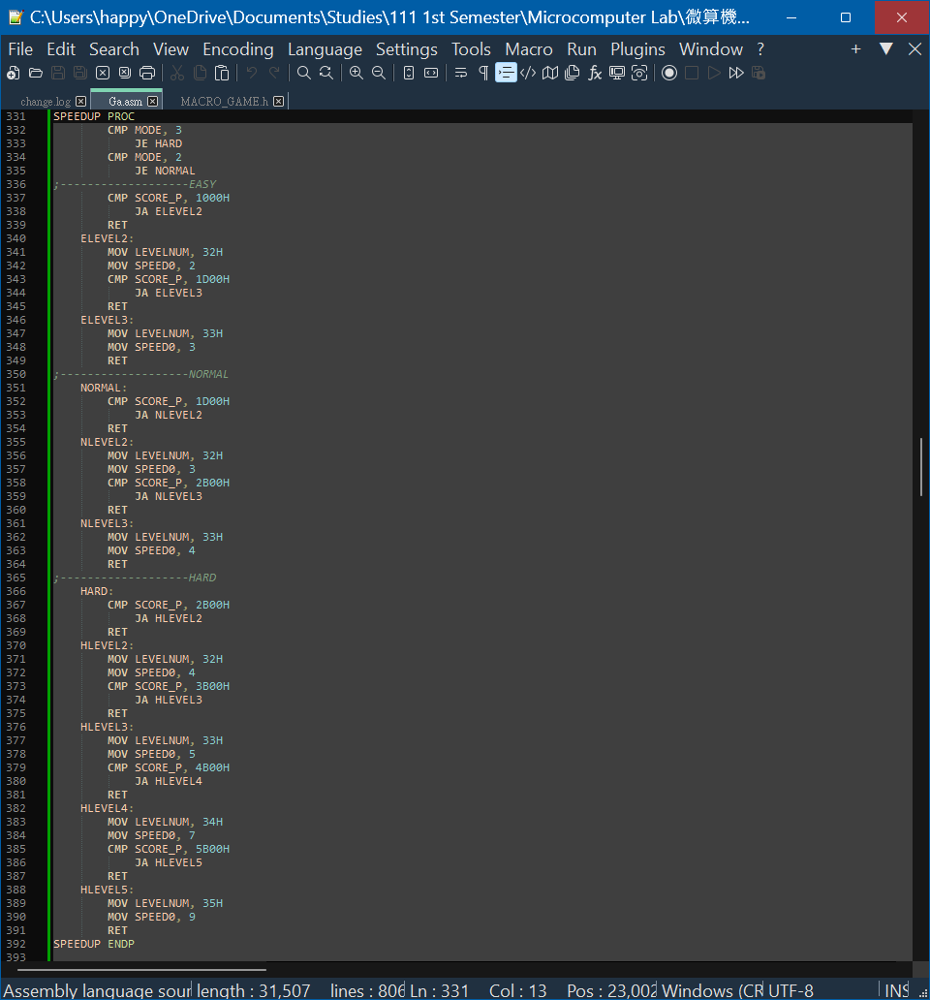 C:\Users\happy\OneDrive\Documents\Studies\111 1st Semester\Microcomputer Lab\微算機...
File Edit Search View Encoding Language Settings Tools Macro Run Plugins Window ? + ▼ ✕
change.log Ga.asm MACRO_GAME.h
331 SPEEDUP PROC
332 CMP MODE, 3
333 JE HARD
334 CMP MODE, 2
335 JE NORMAL
336 ;-------------------EASY
337 CMP SCORE_P, 1000H
338 JA ELEVEL2
339 RET
340 ELEVEL2:
341 MOV LEVELNUM, 32H
342 MOV SPEED0, 2
343 CMP SCORE_P, 1D00H
344 JA ELEVEL3
345 RET
346 ELEVEL3:
347 MOV LEVELNUM, 33H
348 MOV SPEED0, 3
349 RET
350 ;-------------------NORMAL
351 NORMAL:
352 CMP SCORE_P, 1D00H
353 JA NLEVEL2
354 RET
355 NLEVEL2:
356 MOV LEVELNUM, 32H
357 MOV SPEED0, 3
358 CMP SCORE_P, 2B00H
359 JA NLEVEL3
360 RET
361 NLEVEL3:
362 MOV LEVELNUM, 33H
363 MOV SPEED0, 4
364 RET
365 ;-------------------HARD
366 HARD:
367 CMP SCORE_P, 2B00H
368 JA HLEVEL2
369 RET
370 HLEVEL2:
371 MOV LEVELNUM, 32H
372 MOV SPEED0, 4
373 CMP SCORE_P, 3B00H
374 JA HLEVEL3
375 RET
376 HLEVEL3:
377 MOV LEVELNUM, 33H
378 MOV SPEED0, 5
379 CMP SCORE_P, 4B00H
380 JA HLEVEL4
381 RET
382 HLEVEL4:
383 MOV LEVELNUM, 34H
384 MOV SPEED0, 7
385 CMP SCORE_P, 5B00H
386 JA HLEVEL5
387 RET
388 HLEVEL5:
389 MOV LEVELNUM, 35H
390 MOV SPEED0, 9
391 RET
392 SPEEDUP ENDP
393
Assembly language sour length : 31,507 lines : 806 Ln : 331 Col : 13 Pos : 23,002 Windows (CR UTF-8 INS